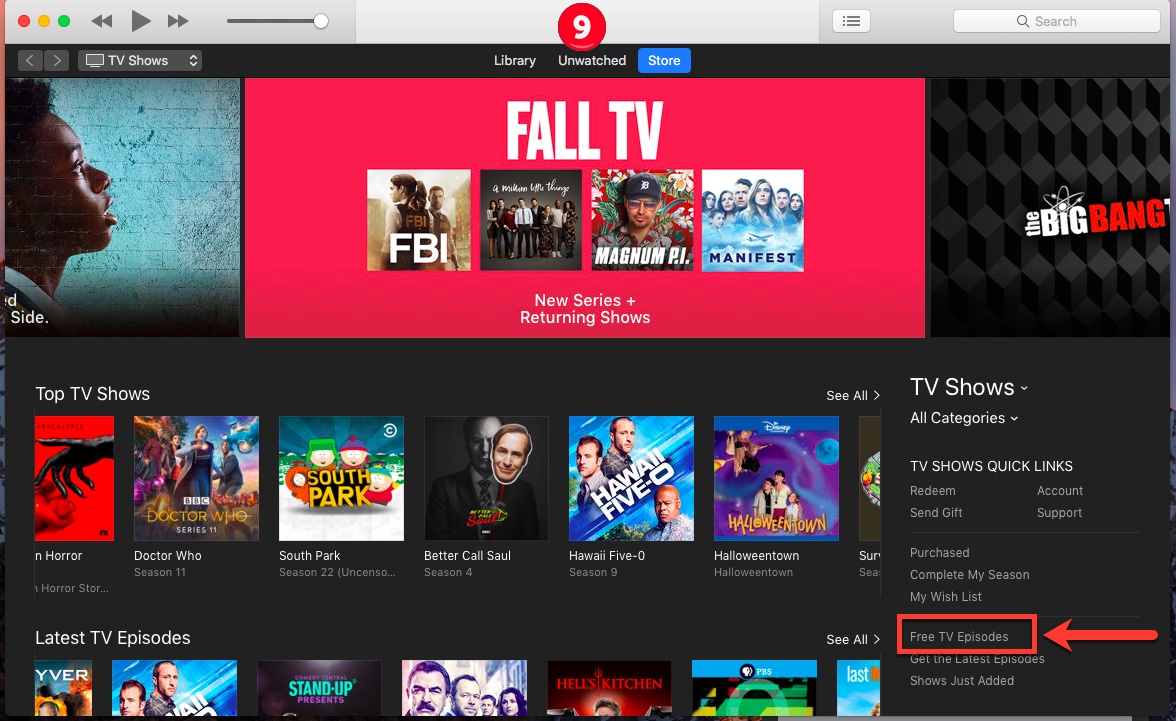 9
Search
TV Shows
Library
Unwatched
Store
Side.
FALL TV
FBI
FBI
a million little things
D
MAGNUM P.I.
MANIFEST
New Series +
Returning Shows
the BIG BANG
Top TV Shows
See All >
FX
BBC
DOCTOR WHO
SERIES 11
SOUTH
PARK
BETTER CALL
Saul
amc
HAWAII
FIVE-0
Disney
HALLOWEENTOWN
n Horror
n Horror Stor...
Doctor Who
Season 11
South Park
Season 22 (Uncenso...
Better Call Saul
Season 4
Hawaii Five-0
Season 9
Halloweentown
Halloweentown
Surv
Seas
Latest TV Episodes
See All >
YVER
COMEDY CENTRAL
STAND-UP
PRESENTS
HELL'S KITCHEN
PBS
last
TV Shows
All Categories
TV SHOWS QUICK LINKS
Redeem
Account
Send Gift
Support
Purchased
Complete My Season
My Wish List
Free TV Episodes
Get the Latest Episodes
Shows Just Added